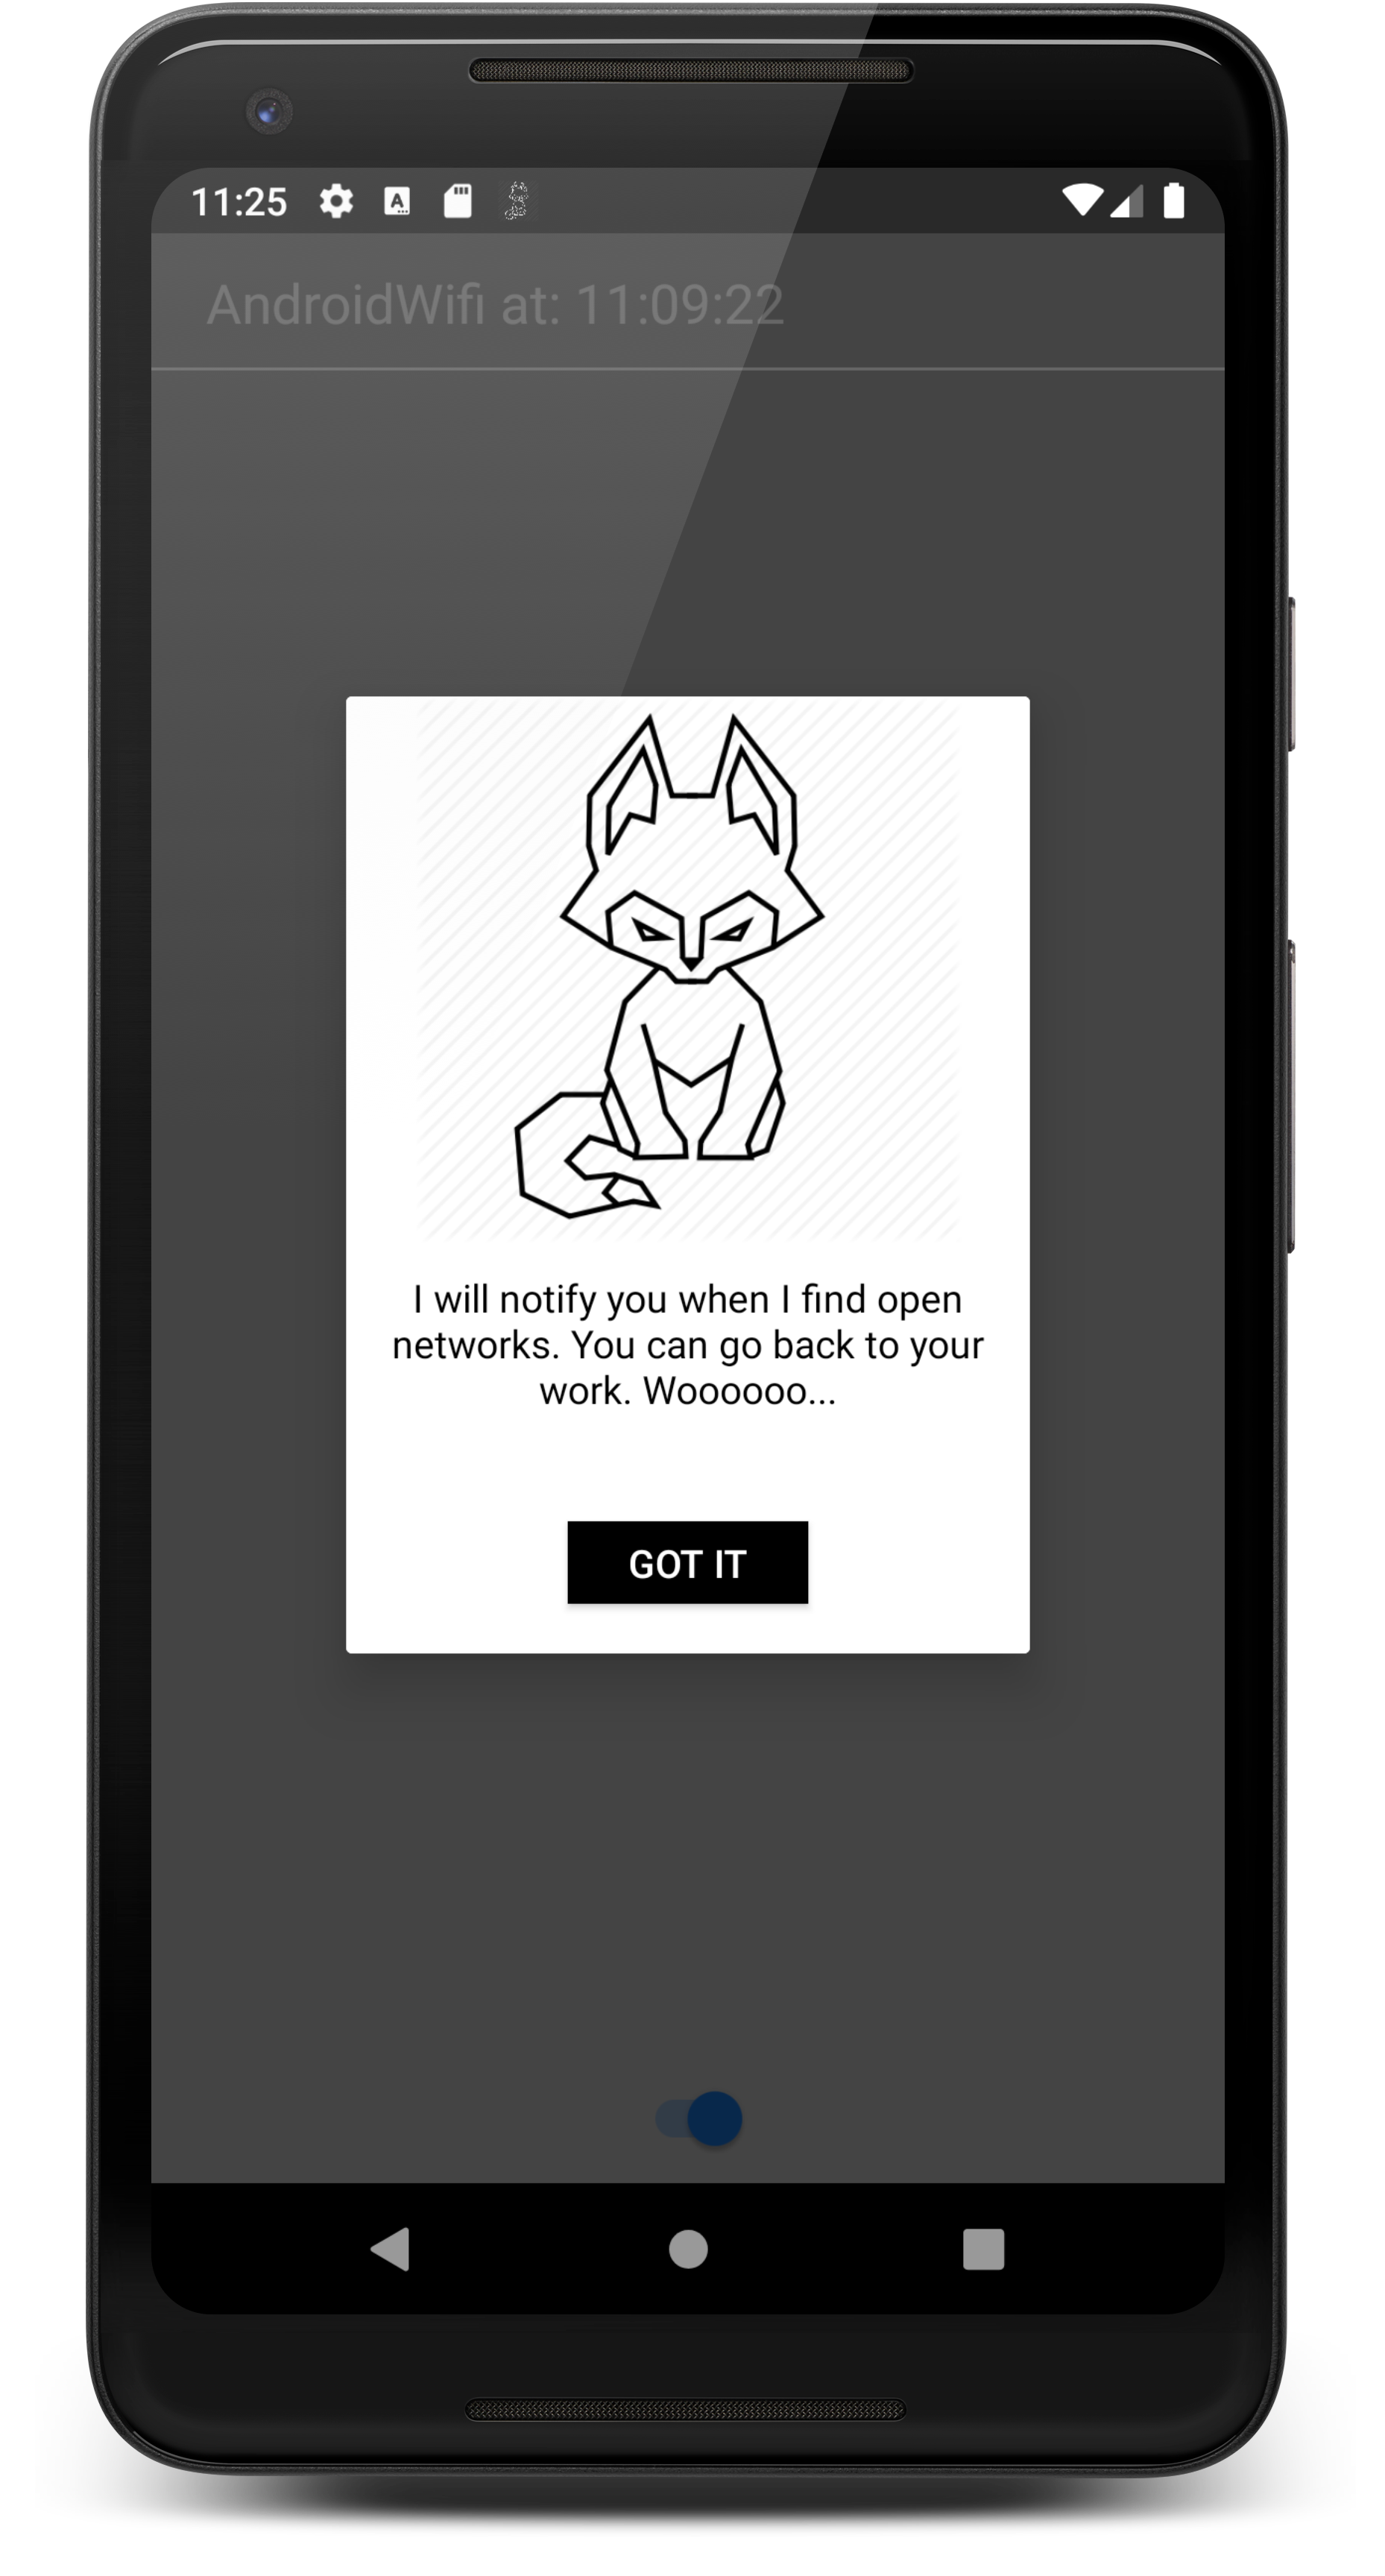 11:25
AndroidWifi at: 11:09:22
I will notify you when I find open
networks. You can go back to your
work. Woooooo...
GOT IT